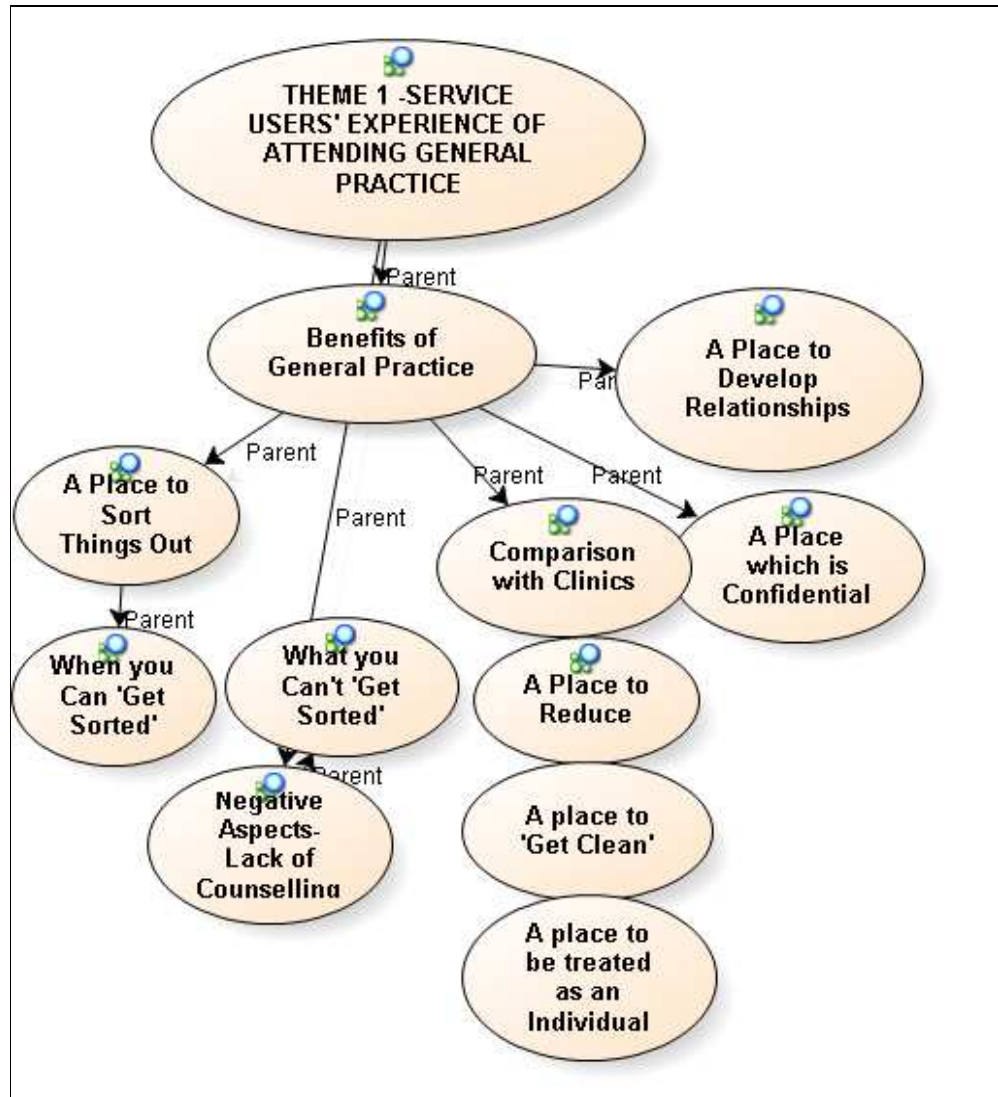 THEME 1 -SERVICE
USERS' EXPERIENCE OF
ATTENDING GENERAL
PRACTICE
Parent
Benefits of
General Practice
Par
A Place to
Develop
Relationships
Parent
Parent
Parent
Parent
A Place to
Sort
Things Out
Comparison
with Clinics
A Place
which is
Confidential
Parent
When you
Can 'Get
Sorted'
What you
Can't 'Get
Sorted'
A Place to
Reduce
Parent
Negative
Aspects-
Lack of
Counselling
A place to
'Get Clean'
A place to
be treated
as an
Individual